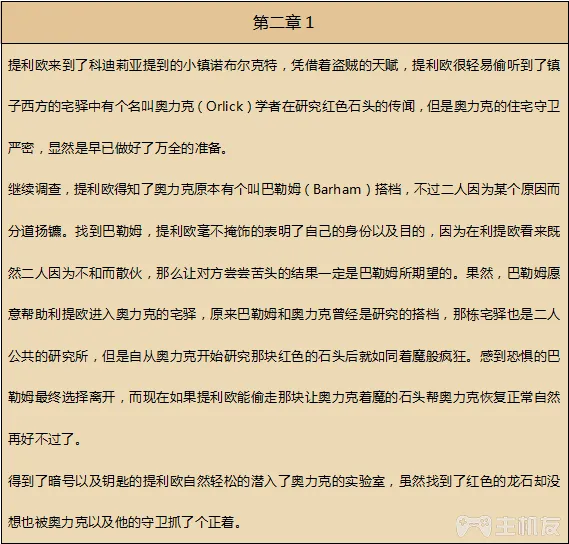 第二章 1
提利欧来到了科迪莉亚提到的小镇诺布尔克特，凭借着盗贼的天赋，提利欧很轻易偷听到了镇
子西方的宅驿中有个名叫奥力克（Orlick）学者在研究红色石头的传闻，但是奥力克的住宅守卫
严密，显然是早已做好了万全的准备。
继续调查，提利欧得知了奥力克原本有个叫巴勒姆（Barham）搭档，不过二人因为某个原因而
分道扬镳。找到巴勒姆，提利欧毫不掩饰的表明了自己的身份以及目的，因为在利提欧看来既
然二人因为不和而散伙，那么让对方尝尝苦头的结果一定是巴勒姆所期望的。果然，巴勒姆愿
意帮助利提欧进入奥力克的宅驿，原来巴勒姆和奥力克曾经是研究的搭档，那栋宅驿也是二人
公共的研究所，但是自从奥力克开始研究那块红色的石头后就如同着魔般疯狂。感到恐惧的巴
勒姆最终选择离开，而现在如果提利欧能偷走那块让奥力克着魔的石头帮奥力克恢复正常自然
再好不过了。
得到了暗号以及钥匙的提利欧自然轻松的潜入了奥力克的实验室，虽然找到了红色的龙石却没
想也被奥力克以及他的守卫抓了个正着。
主机友